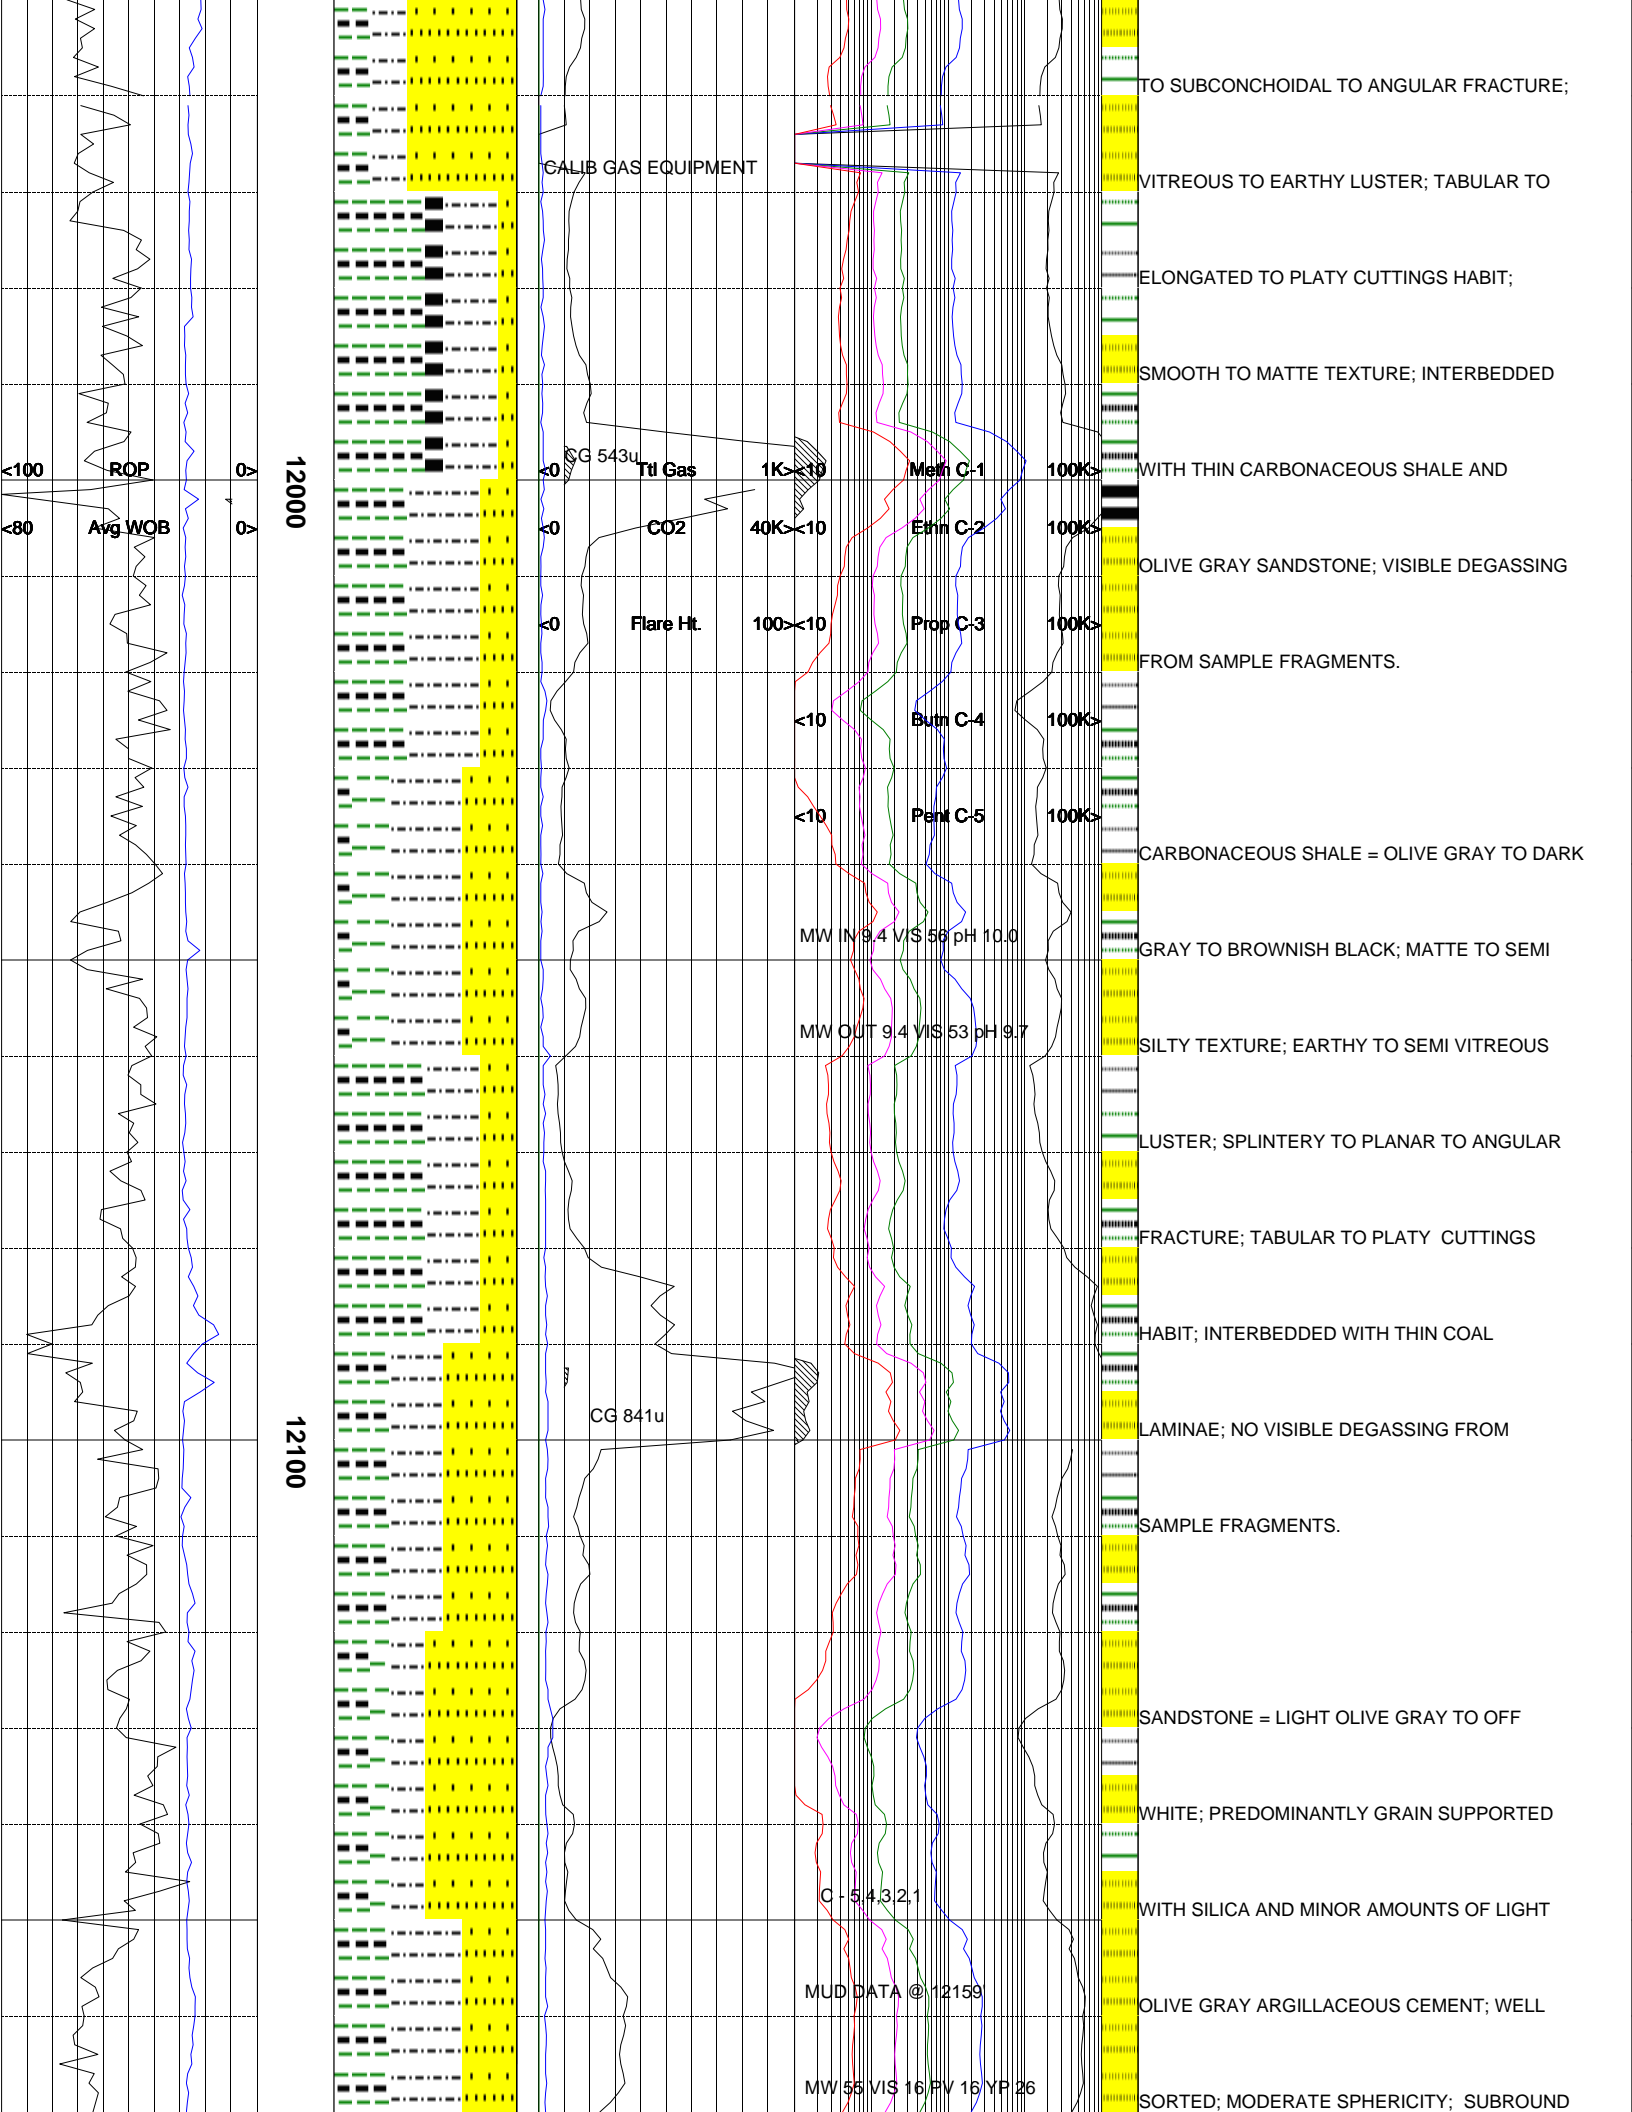 TO SUBCONCHOIDAL TO ANGULAR FRACTURE;
CALIB GAS EQUIPMENT
VITREOUS TO EARTHY LUSTER; TABULAR TO
ELONGATED TO PLATY CUTTINGS HABIT;
SMOOTH TO MATTE TEXTURE; INTERBEDDED
CG 543u
<100 ROP 0>
12000
<0 Ttl Gas 1K>
<10 Meth C-1 100K>
WITH THIN CARBONACEOUS SHALE AND
<80 Avg WOB 0>
<0 CO2 40K>
<10 Ethn C-2 100K>
OLIVE GRAY SANDSTONE; VISIBLE DEGASSING
<0 Flare Ht. 100>
<10 Prop C-3 100K>
FROM SAMPLE FRAGMENTS.
<10 Butn C-4 100K>
<10 Pent C-5 100K>
CARBONACEOUS SHALE = OLIVE GRAY TO DARK
MW IN 9.4 VIS 56 pH 10.0
GRAY TO BROWNISH BLACK; MATTE TO SEMI
MW OUT 9.4 VIS 53 pH 9.7
SILTY TEXTURE; EARTHY TO SEMI VITREOUS
LUSTER; SPLINTERY TO PLANAR TO ANGULAR
FRACTURE; TABULAR TO PLATY  CUTTINGS
HABIT; INTERBEDDED WITH THIN COAL
CG 841u
12100
LAMINAE; NO VISIBLE DEGASSING FROM
SAMPLE FRAGMENTS.
SANDSTONE = LIGHT OLIVE GRAY TO OFF
WHITE; PREDOMINANTLY GRAIN SUPPORTED
C - 5.4,3.2,1
WITH SILICA AND MINOR AMOUNTS OF LIGHT
MUD DATA @ 12159'
OLIVE GRAY ARGILLACEOUS CEMENT; WELL
MW 55 VIS 16 PV 16 YP 26
SORTED; MODERATE SPHERICITY;  SUBROUND